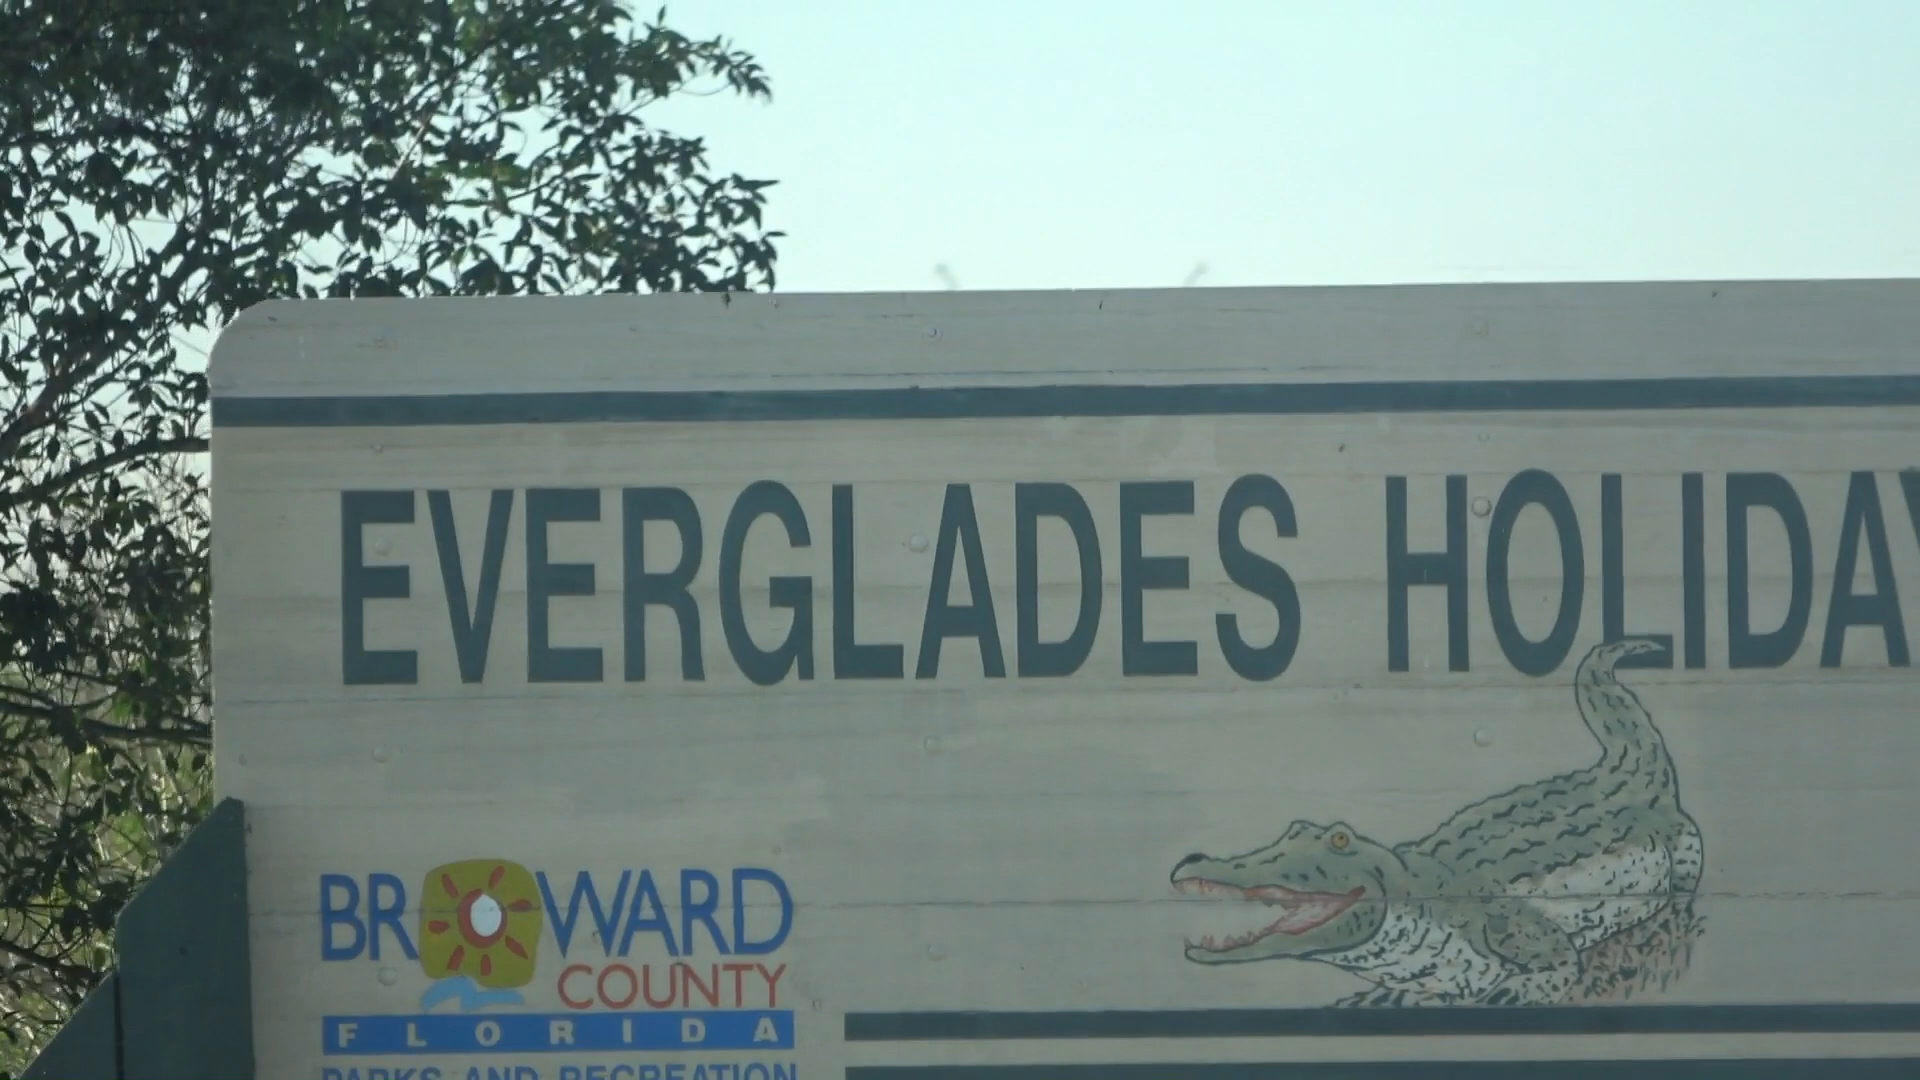 EVERGLADES HOLIDAY
BROWARD
COUNTY
FLORIDA
PARKS AND RECREATION